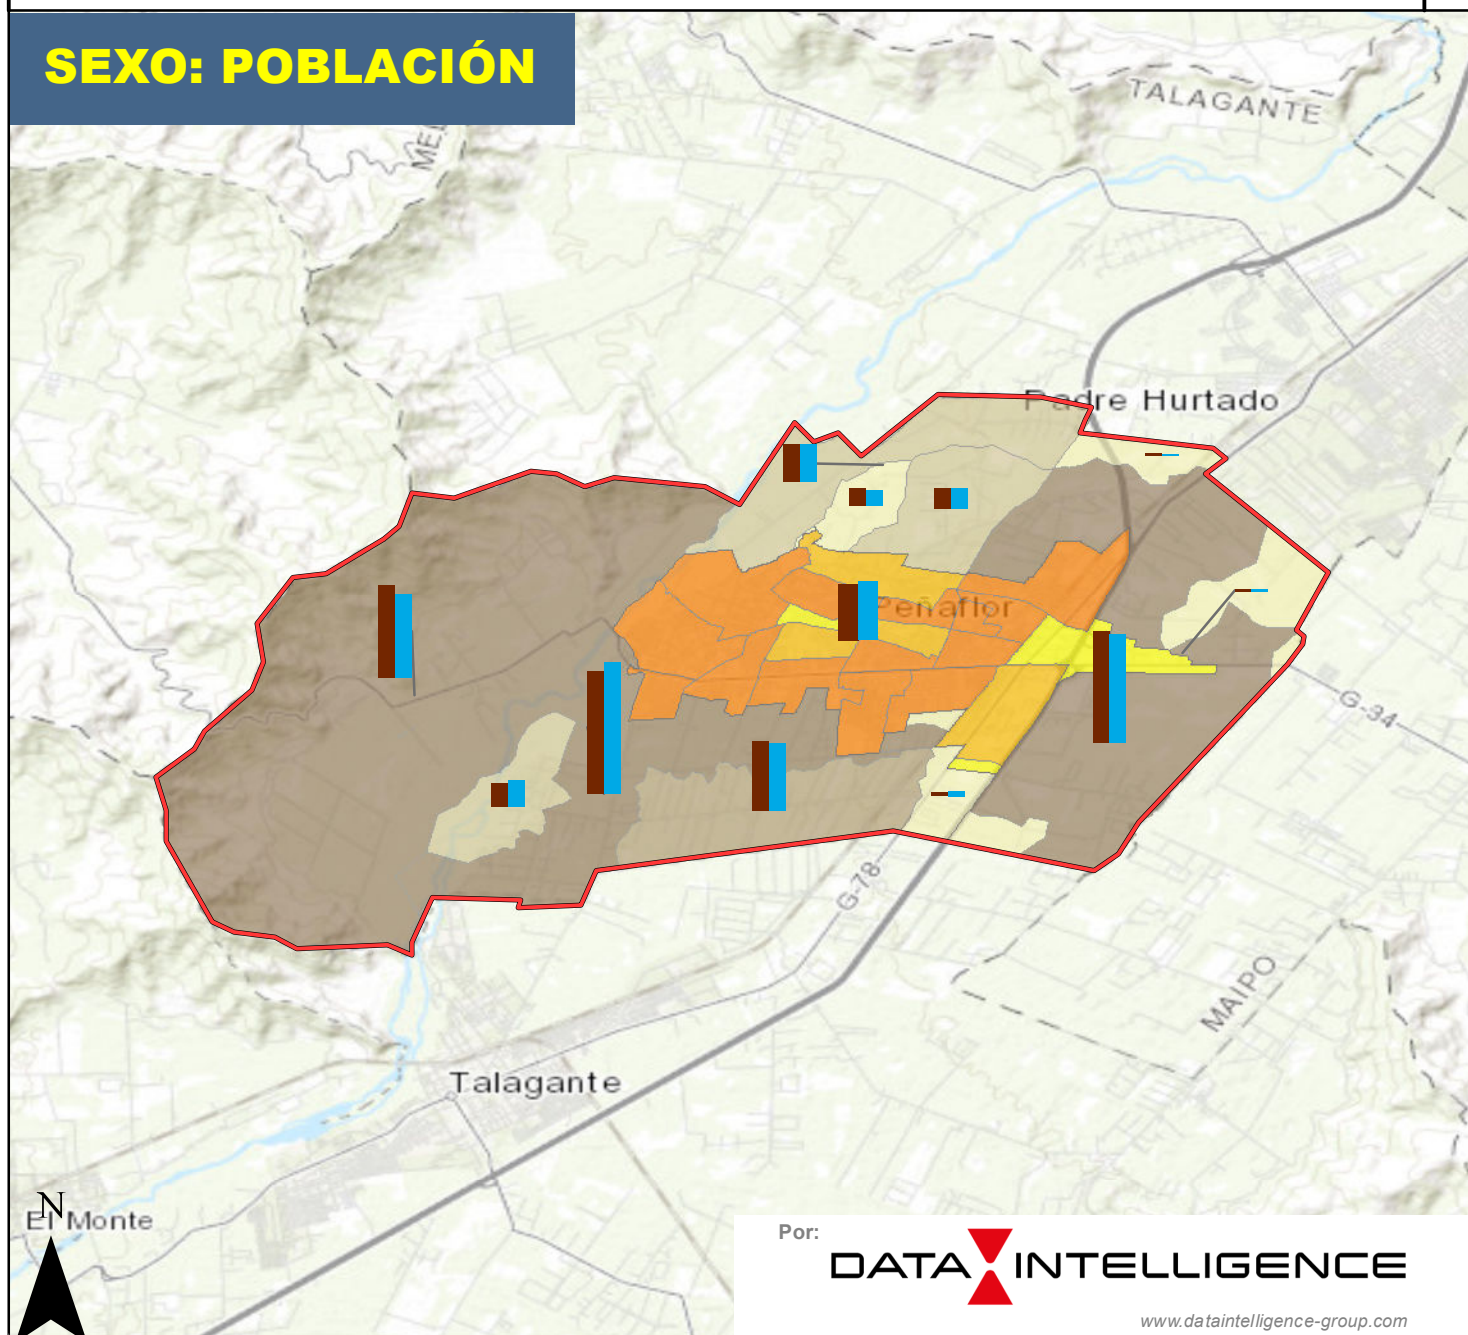 SEXO: POBLACIÓN
TALAGANTE
MEL
Padre Hurtado
Peñaflor
G-34
G-78
MAIPO
Talagante
N
El Monte
Por:
DATA INTELLIGENCE
www.dataintelligence-group.com